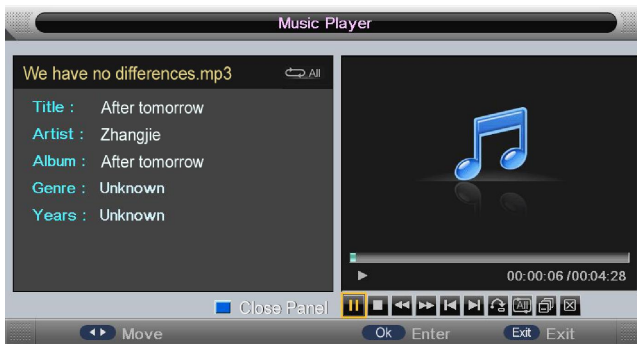 Music Player
We have no differences.mp3 All
Title : After tomorrow
Artist : Zhangjie
Album : After tomorrow
Genre : Unknown
Years : Unknown
00:00:06 /00:04:28
Close Panel
All
Move Ok Enter Exit Exit